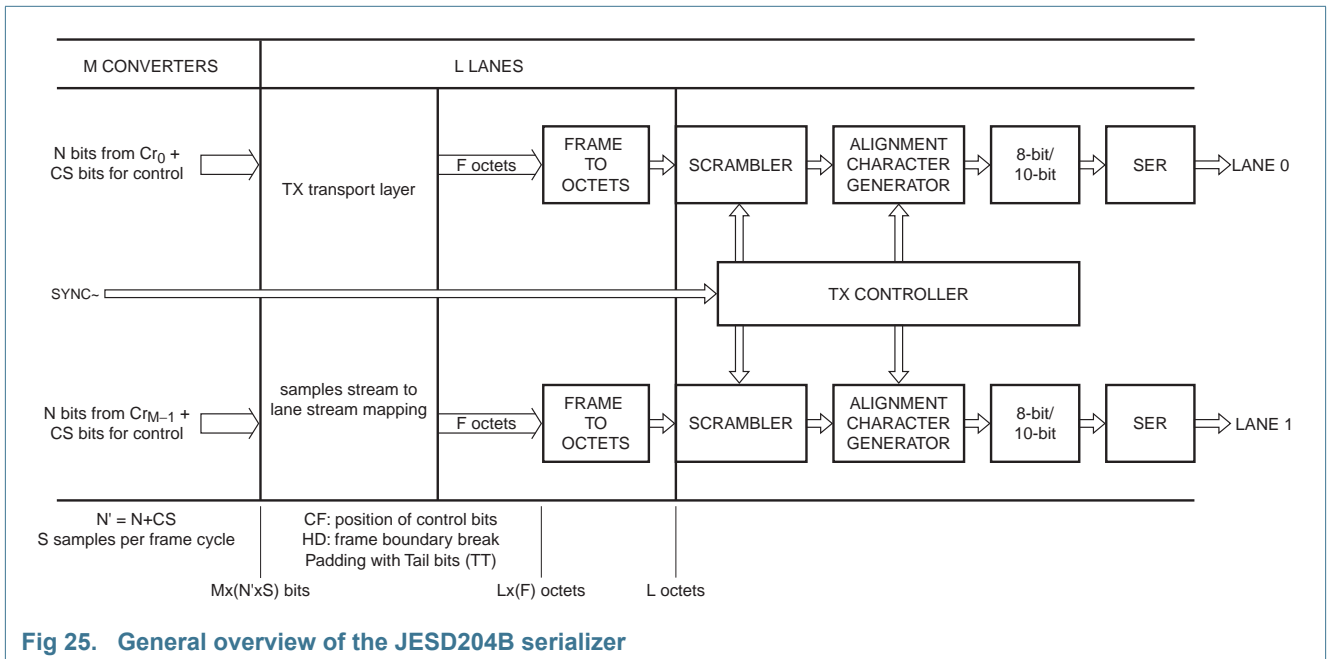 M CONVERTERS
L LANES
N bits from Cr0 +
CS bits for control
TX transport layer
F octets
FRAME
TO
OCTETS
SCRAMBLER
ALIGNMENT
CHARACTER
GENERATOR
8-bit/
10-bit
SER
LANE 0
SYNC~
TX CONTROLLER
N bits from CrM–1 +
CS bits for control
samples stream to
lane stream mapping
F octets
FRAME
TO
OCTETS
SCRAMBLER
ALIGNMENT
CHARACTER
GENERATOR
8-bit/
10-bit
SER
LANE 1
N' = N+CS
S samples per frame cycle
CF: position of control bits
HD: frame boundary break
Padding with Tail bits (TT)
Mx(N'xS) bits
Lx(F) octets
L octets
Fig 25. General overview of the JESD204B serializer